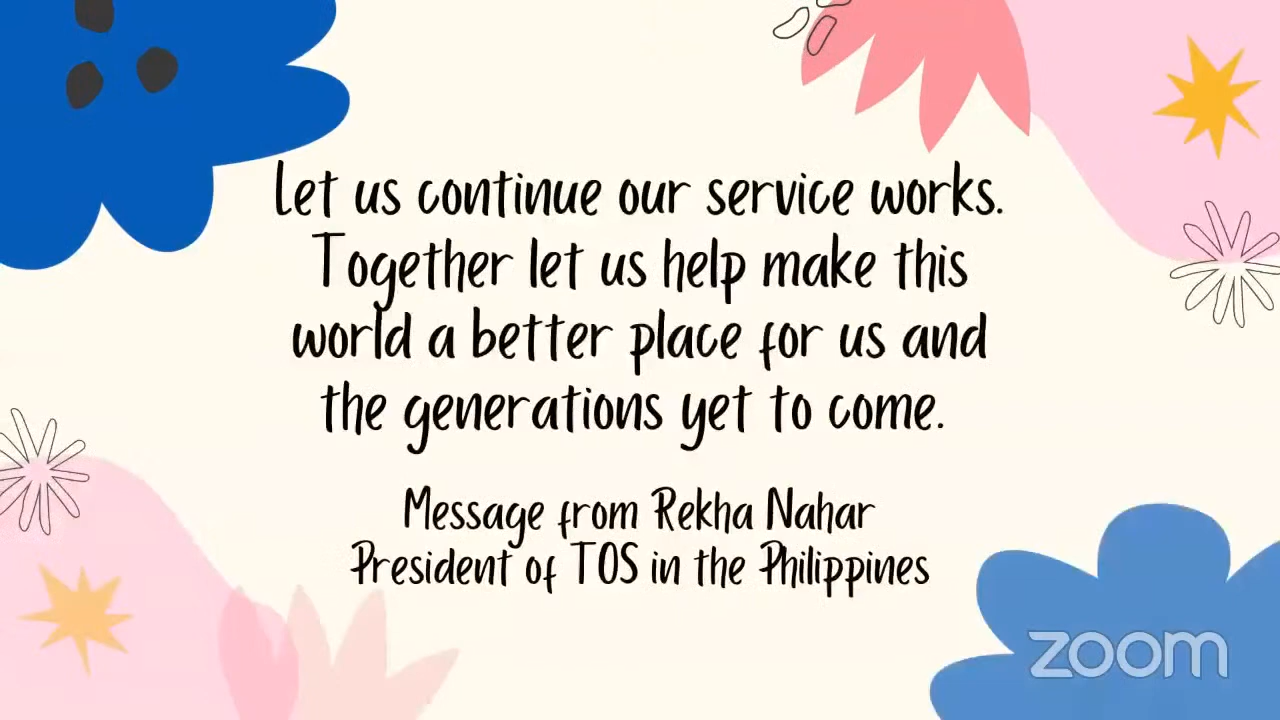 Let us continue our service works.
Together let us help make this
world a better place for us and
the generations yet to come.
Message from Rekha Nahar
President of TOS in the Philippines
zoom